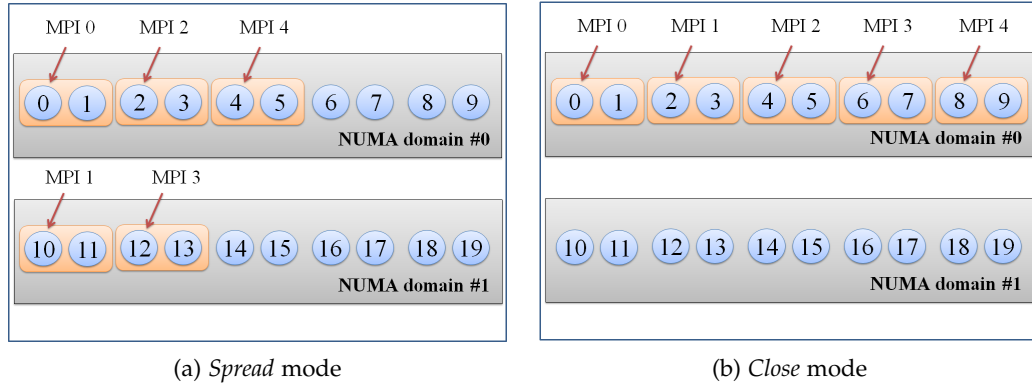 MPI 0 MPI 2 MPI 4
0 1 2 3 4 5 6 7 8 9
NUMA domain #0
MPI 1 MPI 3
10 11 12 13 14 15 16 17 18 19
NUMA domain #1
(a) Spread mode
MPI 0 MPI 1 MPI 2 MPI 3 MPI 4
0 1 2 3 4 5 6 7 8 9
NUMA domain #0
10 11 12 13 14 15 16 17 18 19
NUMA domain #1
(b) Close mode